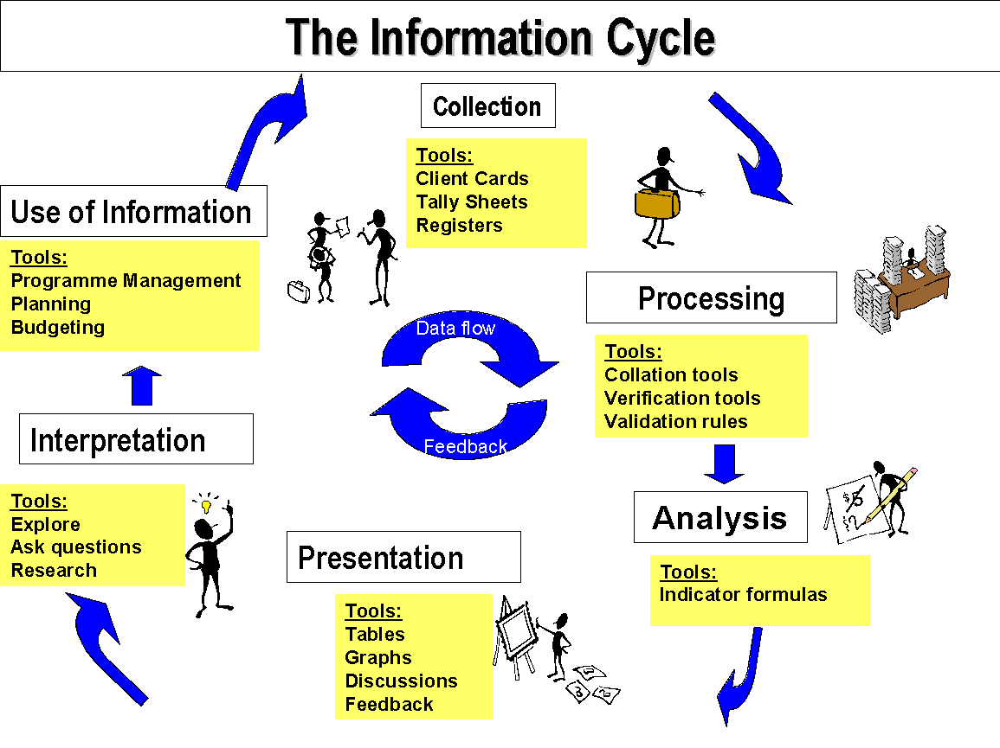 The Information Cycle
Collection
Tools:
Client Cards
Tally Sheets
Registers
Processing
Tools:
Collation tools
Verification tools
Validation rules
Analysis
Tools:
Indicator formulas
Presentation
Tools:
Tables
Graphs
Discussions
Feedback
Interpretation
Tools:
Explore
Ask questions
Research
Use of Information
Tools:
Programme Management
Planning
Budgeting
Data flow
Feedback